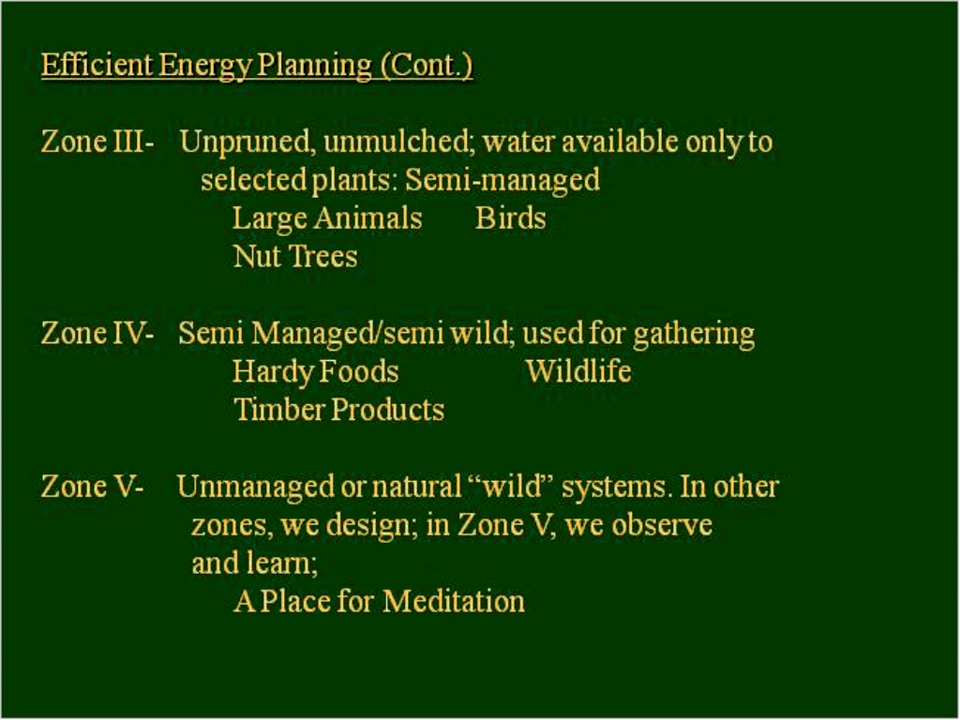 Efficient Energy Planning (Cont.)
Zone III- Unpruned, unmulched; water available only to
selected plants: Semi-managed
Large Animals Birds
Nut Trees
Zone IV- Semi Managed/semi wild; used for gathering
Hardy Foods Wildlife
Timber Products
Zone V- Unmanaged or natural “wild” systems. In other
zones, we design; in Zone V, we observe
and learn;
A Place for Meditation